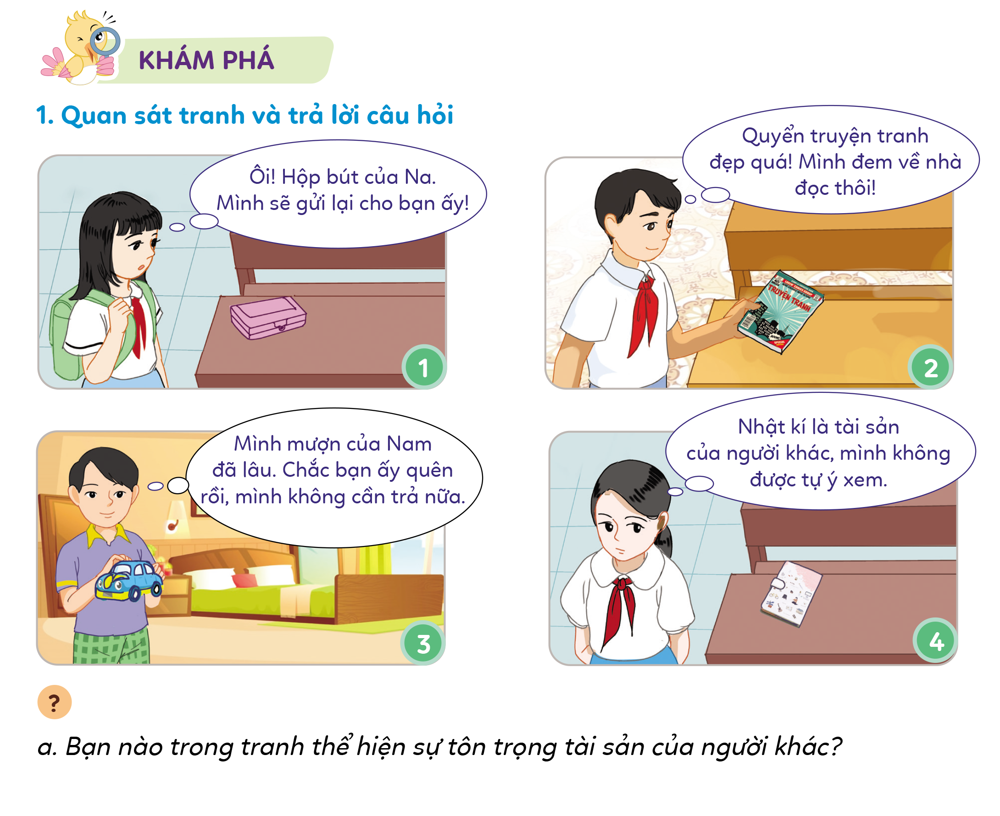 KHÁM PHÁ
1. Quan sát tranh và trả lời câu hỏi
Ôi! Hộp bút của Na.
Mình sẽ gửi lại cho bạn ấy!
1
Quyển truyện tranh
đẹp quá! Mình đem về nhà
đọc thôi!
TRUYỆN TRANH
BOOM!
SPECIAL
2
Mình mượn của Nam
đã lâu. Chắc bạn ấy quên
rồi, mình không cần trả nữa.
3
Nhật kí là tài sản
của người khác, mình không
được tự ý xem.
4
?
a. Bạn nào trong tranh thể hiện sự tôn trọng tài sản của người khác?